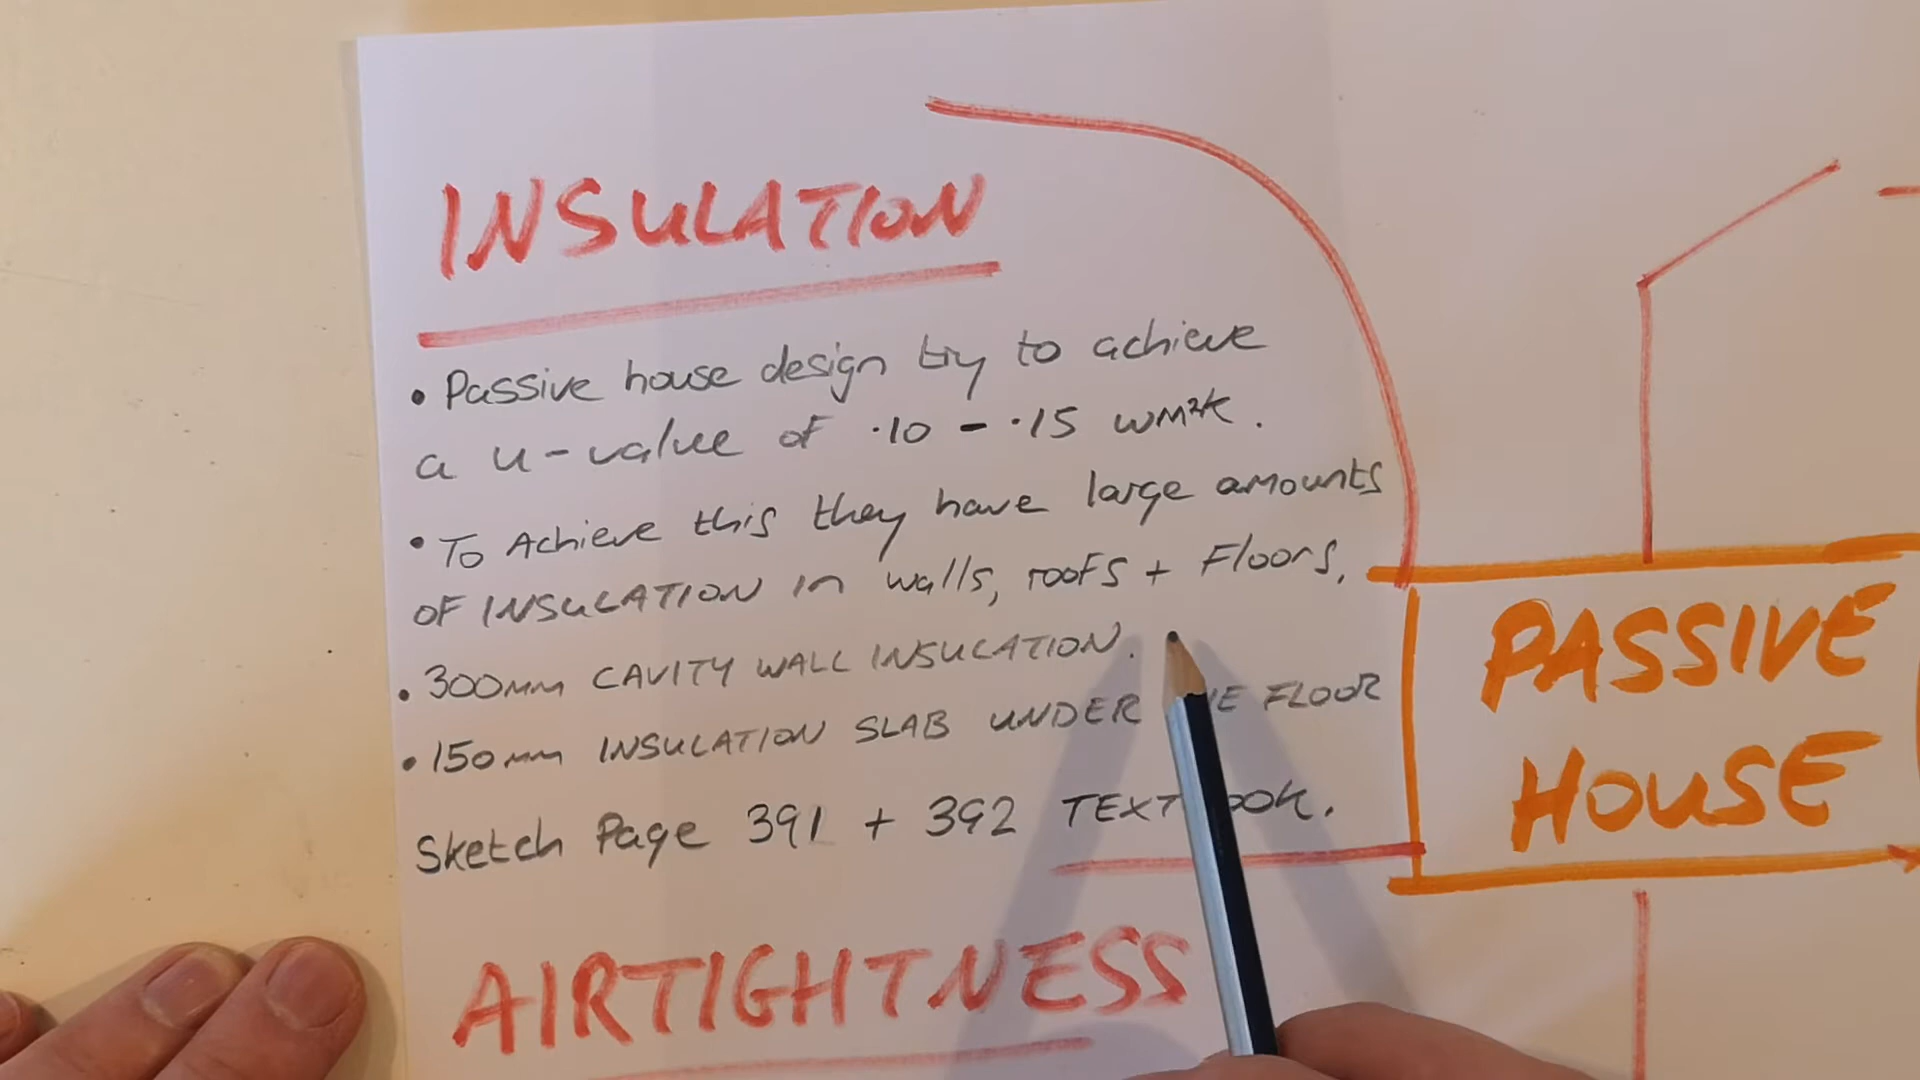 INSULATION
• Passive house design try to achieve
a u-value of .10 - .15 WM²K.
• To Achieve this they have large amounts
OF INSULATION in walls, roofs + Floors.
• 300mm CAVITY WALL INSULATION.
• 150mm INSULATION SLAB UNDER FLOOR
Sketch Page 391 + 392
AIRTIGHTNESS
PASSIVE
HOUSE